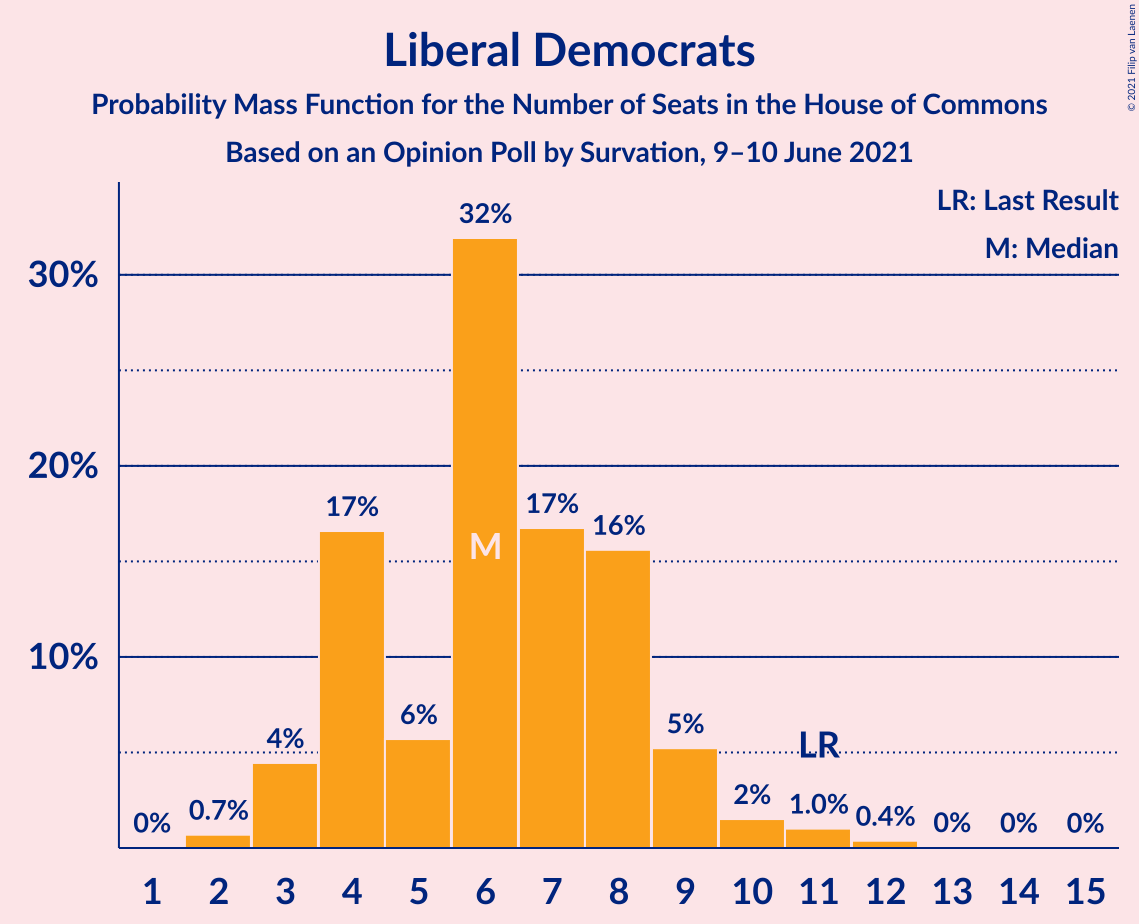 Liberal Democrats
Probability Mass Function for the Number of Seats in the House of Commons
Based on an Opinion Poll by Survation, 9–10 June 2021
© 2021 Filip van Laenen
LR: Last Result
M: Median
30%
20%
10%
0%
0.7%
4%
17%
6%
32%
M
17%
16%
5%
2%
LR
1.0%
0.4%
0%
0%
0%
1 2 3 4 5 6 7 8 9 10 11 12 13 14 15